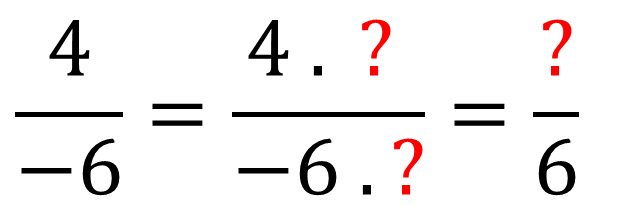 4/−6 = 4 . ?/−6 . ? = ?/6